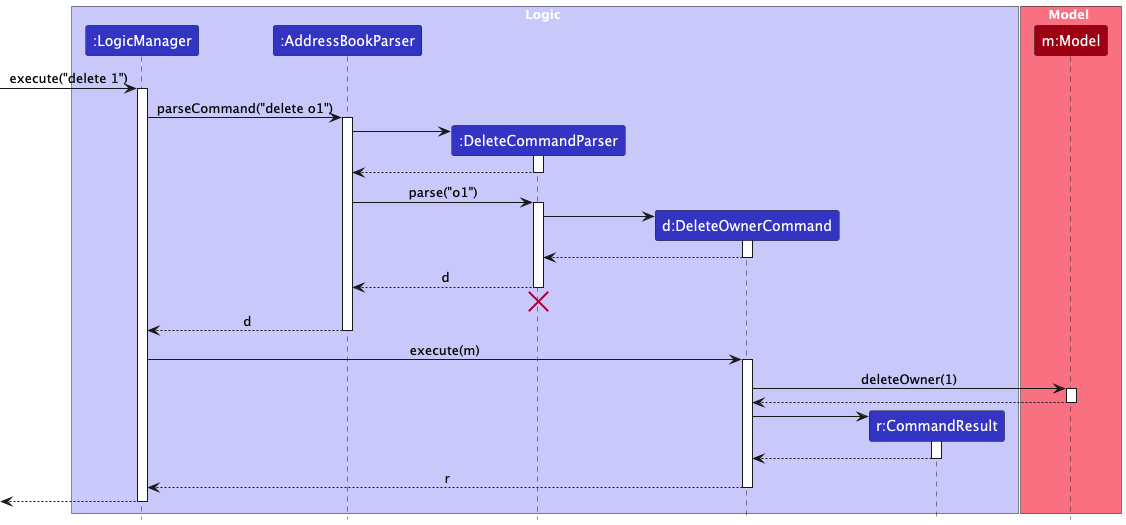 Logic
Model
:LogicManager
:AddressBookParser
m:Model
execute("delete 1")
parseCommand("delete o1")
:DeleteCommandParser
parse("o1")
d:DeleteOwnerCommand
d
d
execute(m)
deleteOwner(1)
r:CommandResult
r